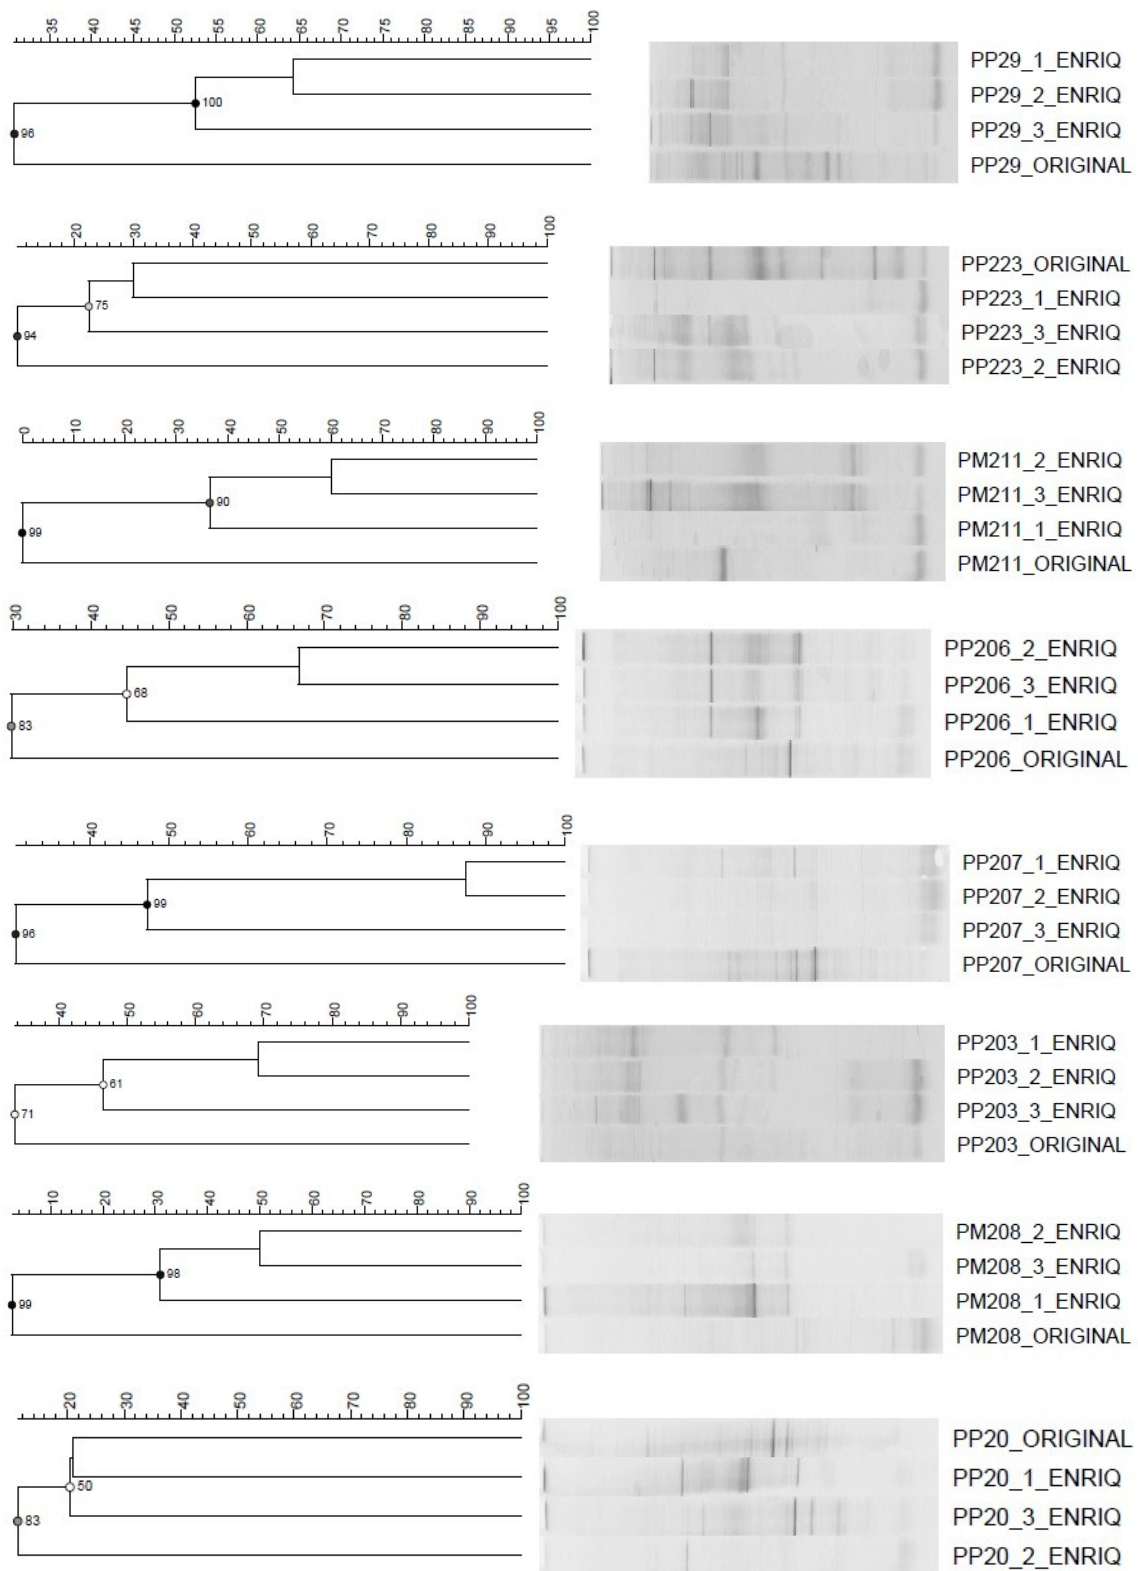 35 40 45 50 55 60 65 70 75 80 85 90 95 100
PP29_1_ENRIQ
PP29_2_ENRIQ
100
PP29_3_ENRIQ
96
PP29_ORIGINAL
20 30 40 50 60 70 80 90 100
PP223_ORIGINAL
PP223_1_ENRIQ
75
PP223_3_ENRIQ
94
PP223_2_ENRIQ
0 10 20 30 40 50 60 70 80 90 100
PM211_2_ENRIQ
PM211_3_ENRIQ
90
PM211_1_ENRIQ
99
PM211_ORIGINAL
30 40 50 60 70 80 90 100
PP206_2_ENRIQ
PP206_3_ENRIQ
68
PP206_1_ENRIQ
83
PP206_ORIGINAL
40 50 60 70 80 90 100
PP207_1_ENRIQ
PP207_2_ENRIQ
99
PP207_3_ENRIQ
96
PP207_ORIGINAL
40 50 60 70 80 90 100
PP203_1_ENRIQ
PP203_2_ENRIQ
61
PP203_3_ENRIQ
71
PP203_ORIGINAL
10 20 30 40 50 60 70 80 90 100
PM208_2_ENRIQ
PM208_3_ENRIQ
98
PM208_1_ENRIQ
99
PM208_ORIGINAL
20 30 40 50 60 70 80 90 100
PP20_ORIGINAL
PP20_1_ENRIQ
50
PP20_3_ENRIQ
83
PP20_2_ENRIQ